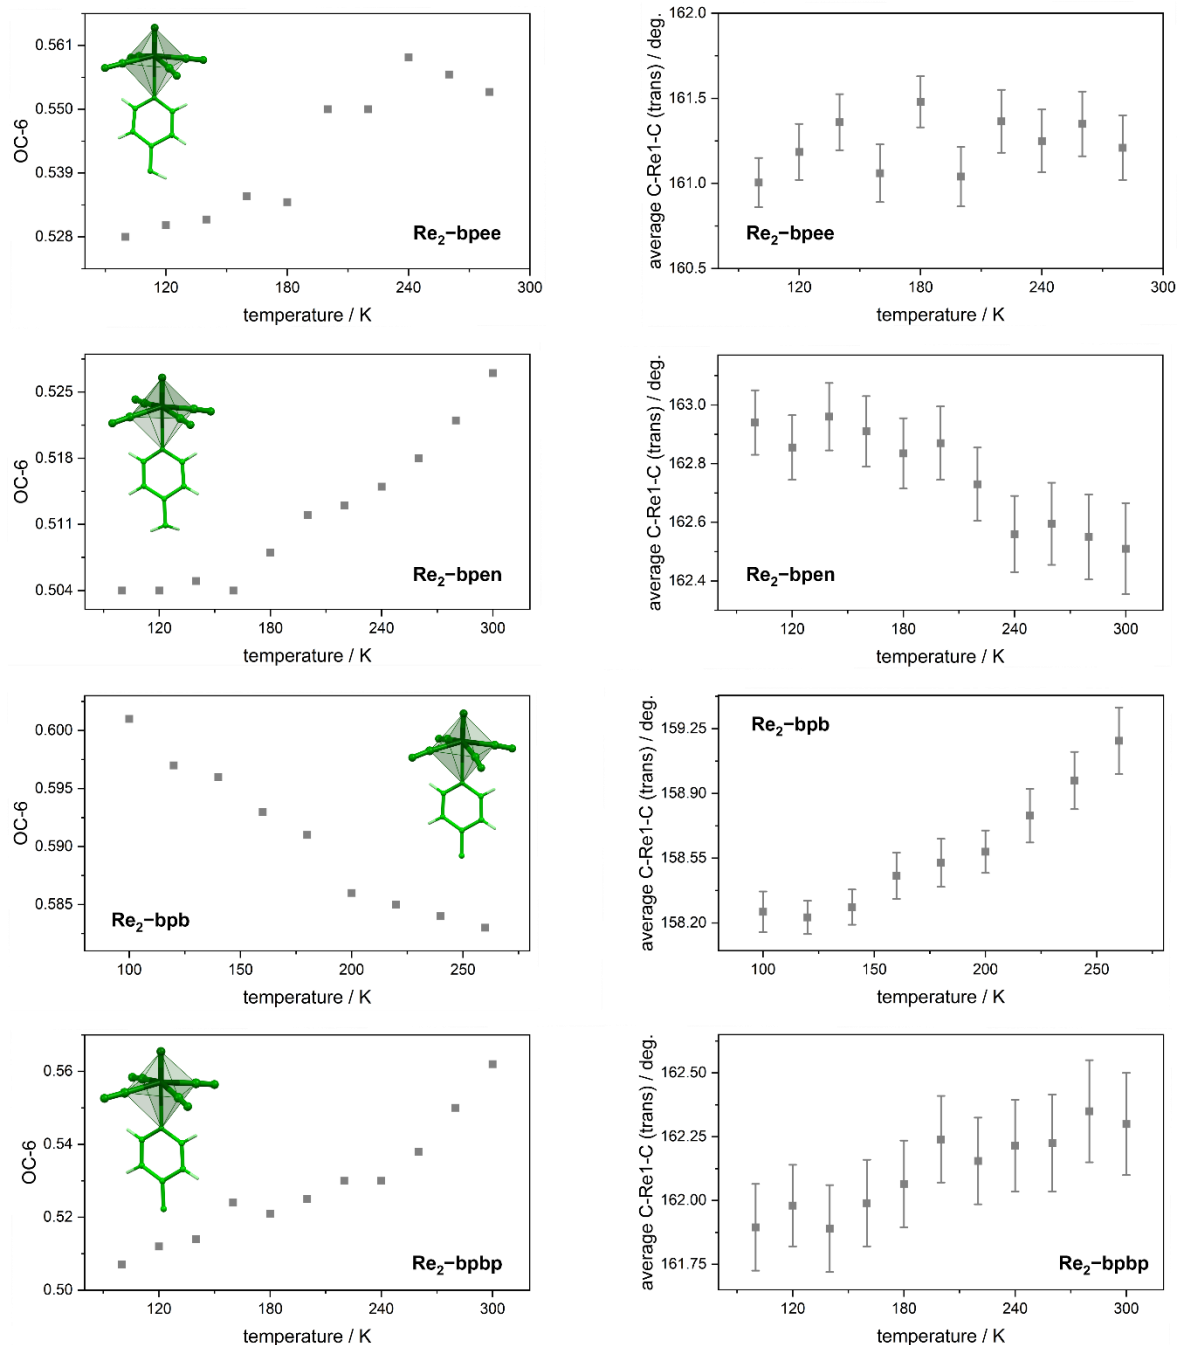 0.561
0.550
0.539
0.528
OC-6
120
180
240
300
temperature / K
Re₂−bpee
162.0
161.5
161.0
160.5
average C-Re1-C (trans) / deg.
120
180
240
300
temperature / K
Re₂−bpee
0.525
0.518
0.511
0.504
OC-6
120
180
240
300
temperature / K
Re₂−bpen
163.0
162.8
162.6
162.4
average C-Re1-C (trans) / deg.
120
180
240
300
temperature / K
Re₂−bpen
0.600
0.595
0.590
0.585
OC-6
100
150
200
250
temperature / K
Re₂−bpb
159.25
158.90
158.55
158.20
average C-Re1-C (trans) / deg.
100
150
200
250
temperature / K
Re₂−bpb
0.56
0.54
0.52
0.50
OC-6
120
180
240
300
temperature / K
Re₂−bpbp
162.50
162.25
162.00
161.75
average C-Re1-C (trans) / deg.
120
180
240
300
temperature / K
Re₂−bpbp